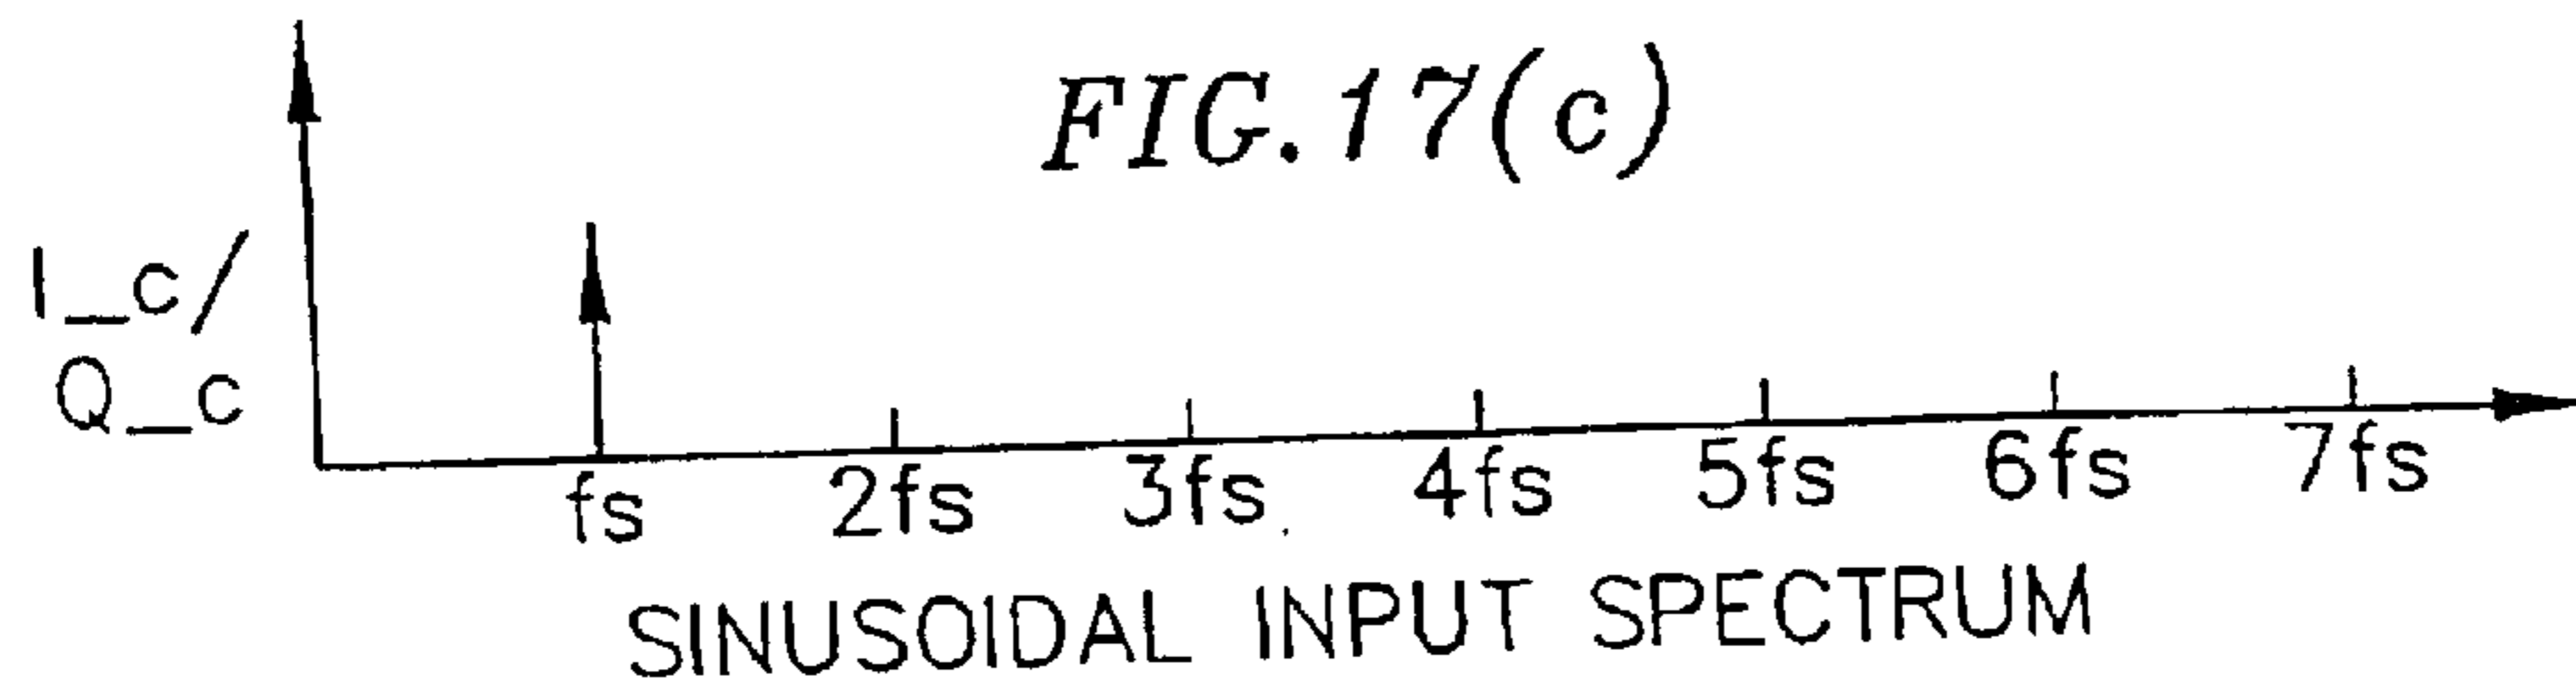 FIG.17(c)
I_c/
Q_c
fs 2fs 3fs 4fs 5fs 6fs 7fs
SINUSOIDAL INPUT SPECTRUM